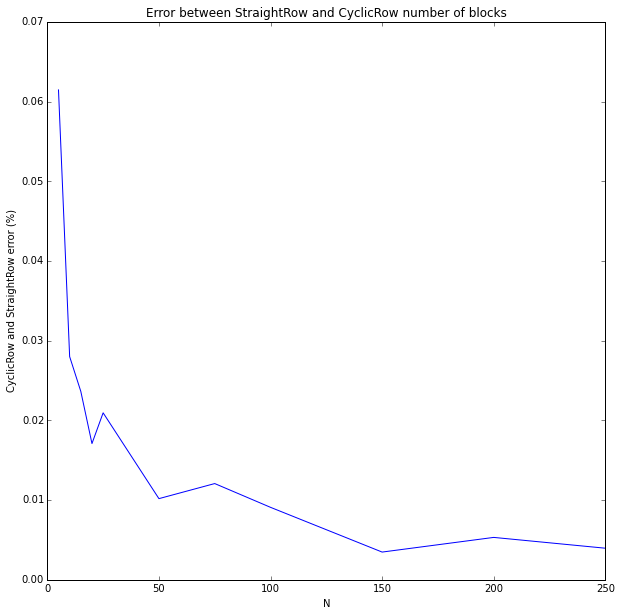 Error between StraightRow and CyclicRow number of blocks
CyclicRow and StraightRow error (%)
0.07
0.06
0.05
0.04
0.03
0.02
0.01
0.00
0 50 100 150 200 250
N